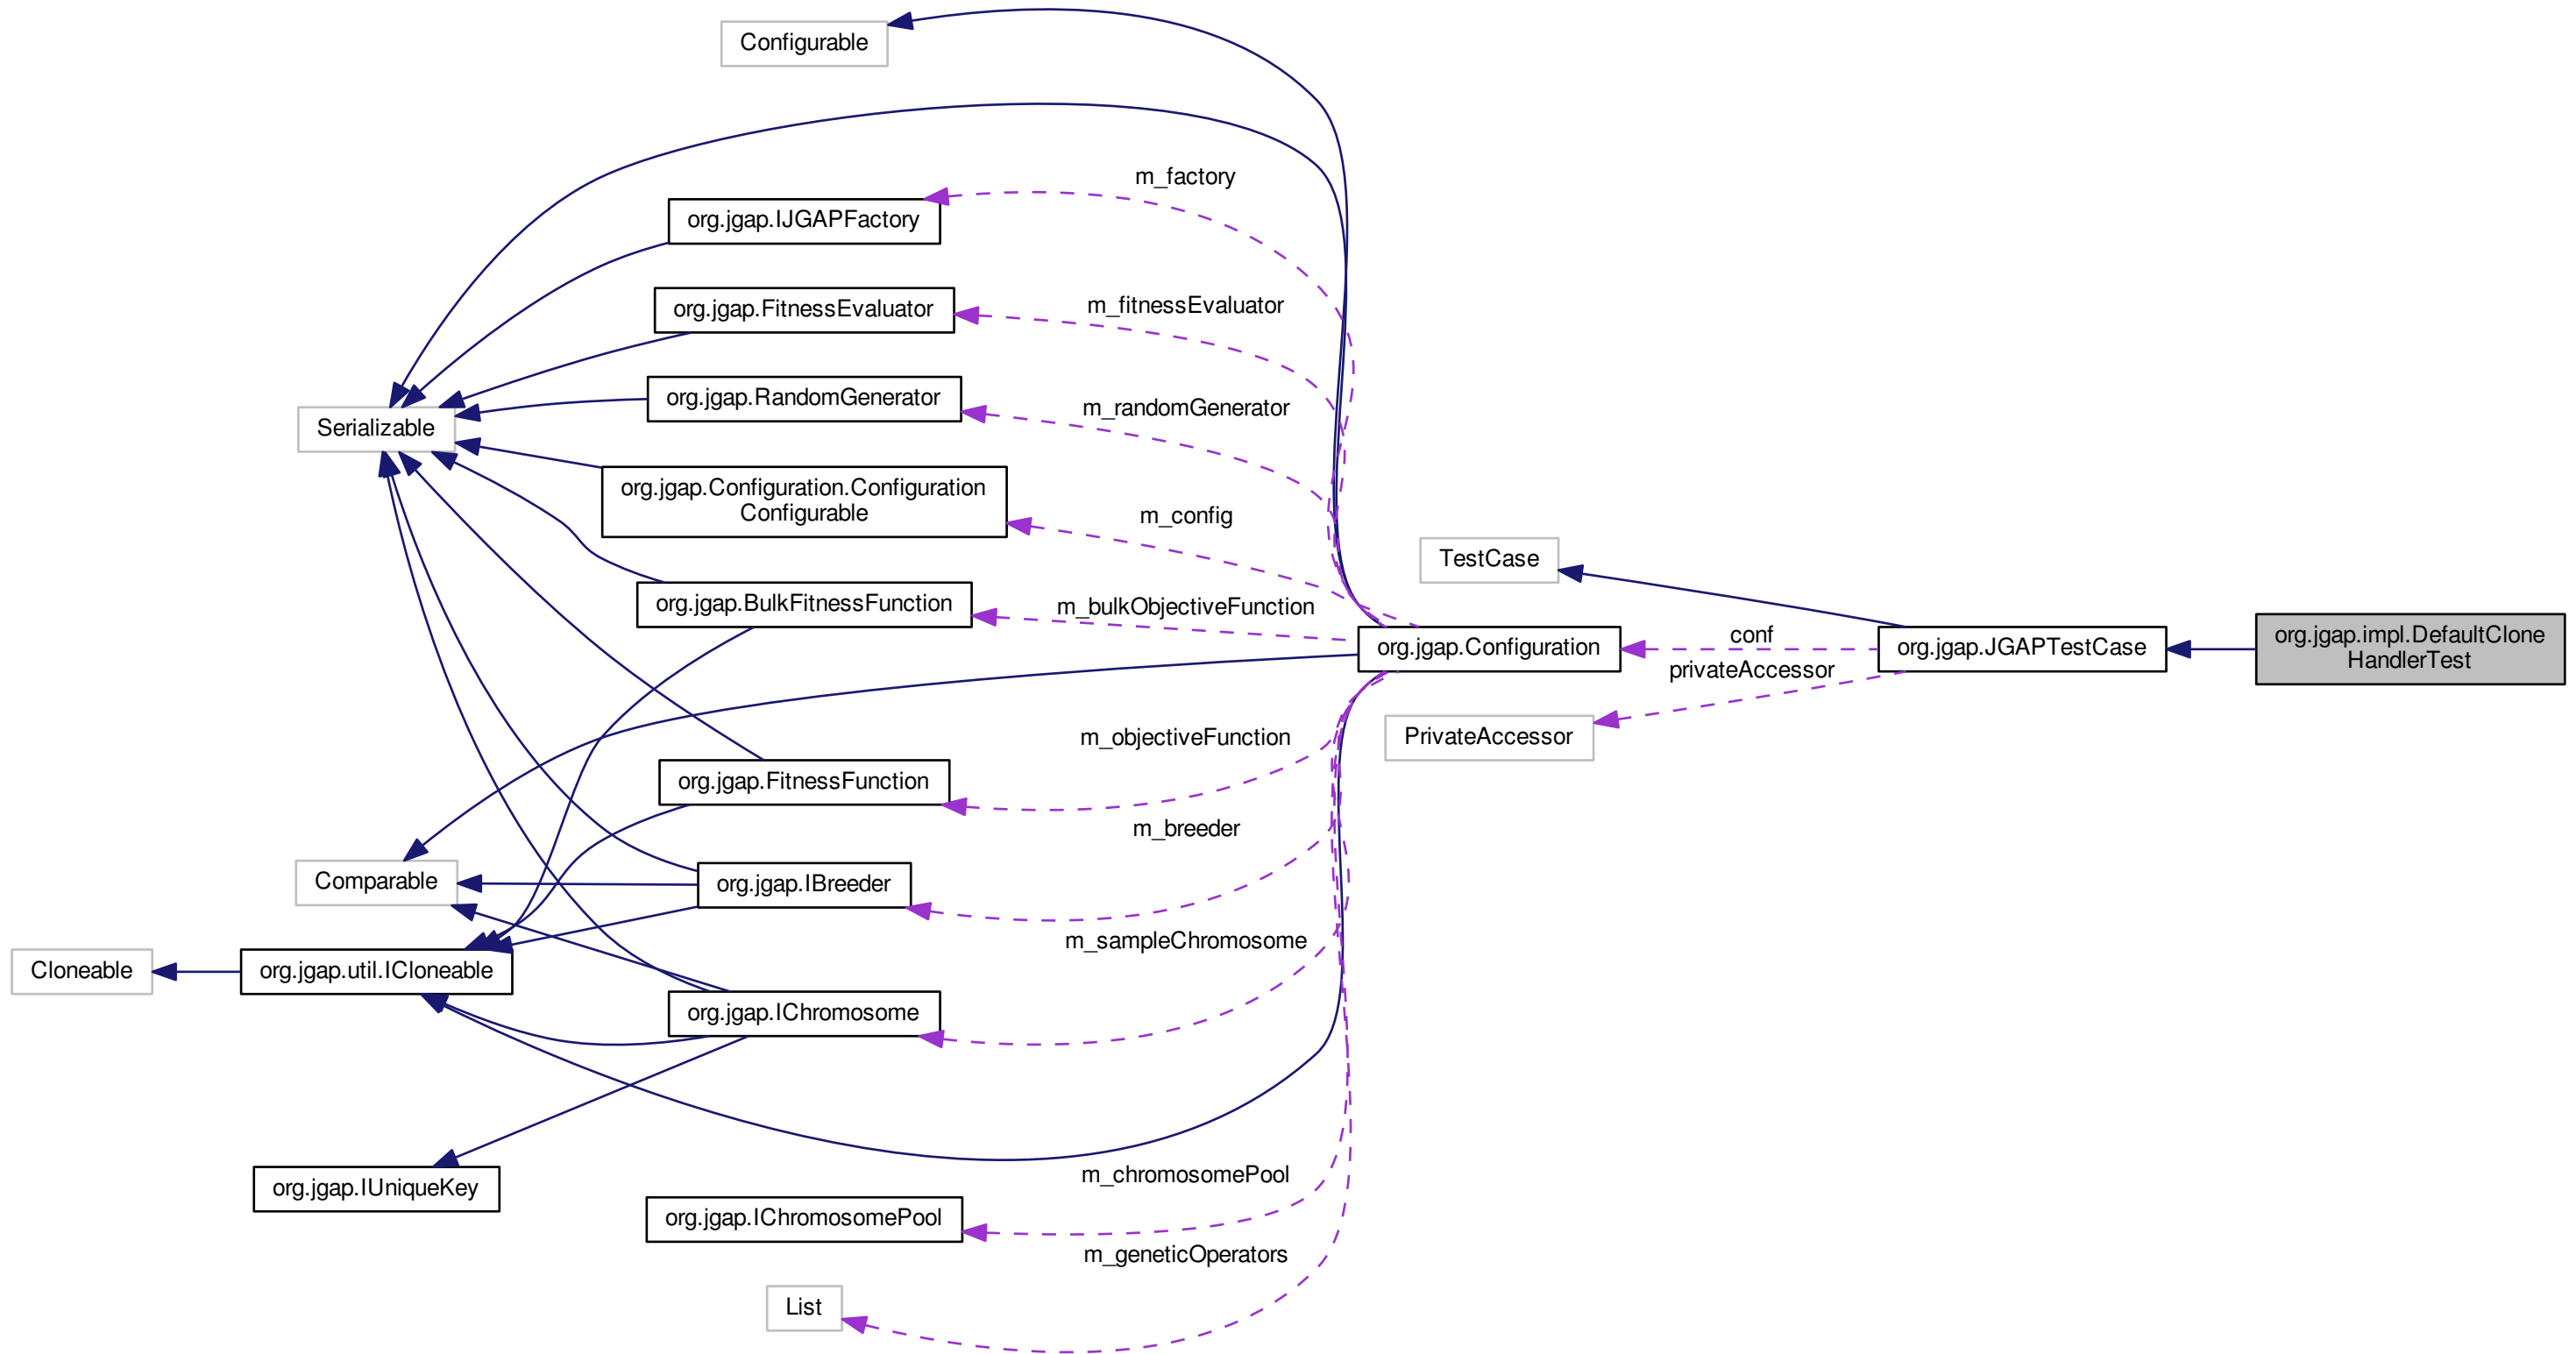 Configurable
m_factory
org.jgap.IJGAPFactory
m_fitnessEvaluator
org.jgap.FitnessEvaluator
org.jgap.RandomGenerator
m_randomGenerator
Serializable
org.jgap.Configuration.Configuration
Configurable
m_config
TestCase
org.jgap.BulkFitnessFunction
m_bulkObjectiveFunction
org.jgap.Configuration
conf
org.jgap.JGAPTestCase
org.jgap.impl.DefaultClone
HandlerTest
privateAccessor
PrivateAccessor
m_objectiveFunction
org.jgap.FitnessFunction
m_breeder
Comparable
org.jgap.IBreeder
m_sampleChromosome
Cloneable
org.jgap.util.ICloneable
org.jgap.IChromosome
m_chromosomePool
org.jgap.IUniqueKey
org.jgap.IChromosomePool
m_geneticOperators
List